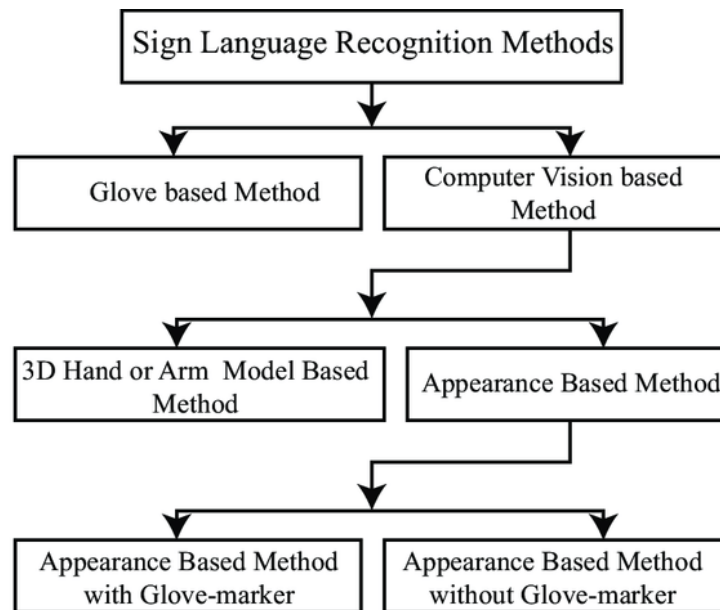 Sign Language Recognition Methods
Glove based Method
Computer Vision based
Method
3D Hand or Arm Model Based
Method
Appearance Based Method
Appearance Based Method
with Glove-marker
Appearance Based Method
without Glove-marker